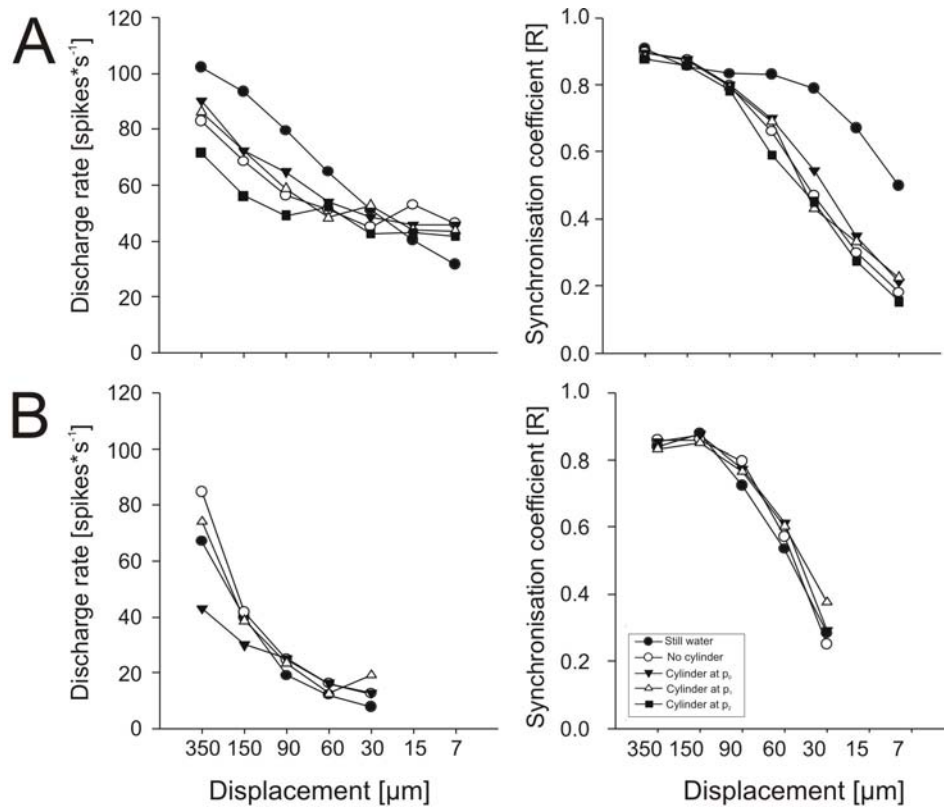 A
Discharge rate [spikes*s⁻¹]
120
100
80
60
40
20
0
Synchronisation coefficient [R]
1.0
0.8
0.6
0.4
0.2
0.0
B
Discharge rate [spikes*s⁻¹]
120
100
80
60
40
20
0
350 150 90 60 30 15 7
Displacement [µm]
Synchronisation coefficient [R]
1.0
0.8
0.6
0.4
0.2
0.0
Still water
No cylinder
Cylinder at p₀
Cylinder at p₁
Cylinder at p₂
350 150 90 60 30 15 7
Displacement [µm]